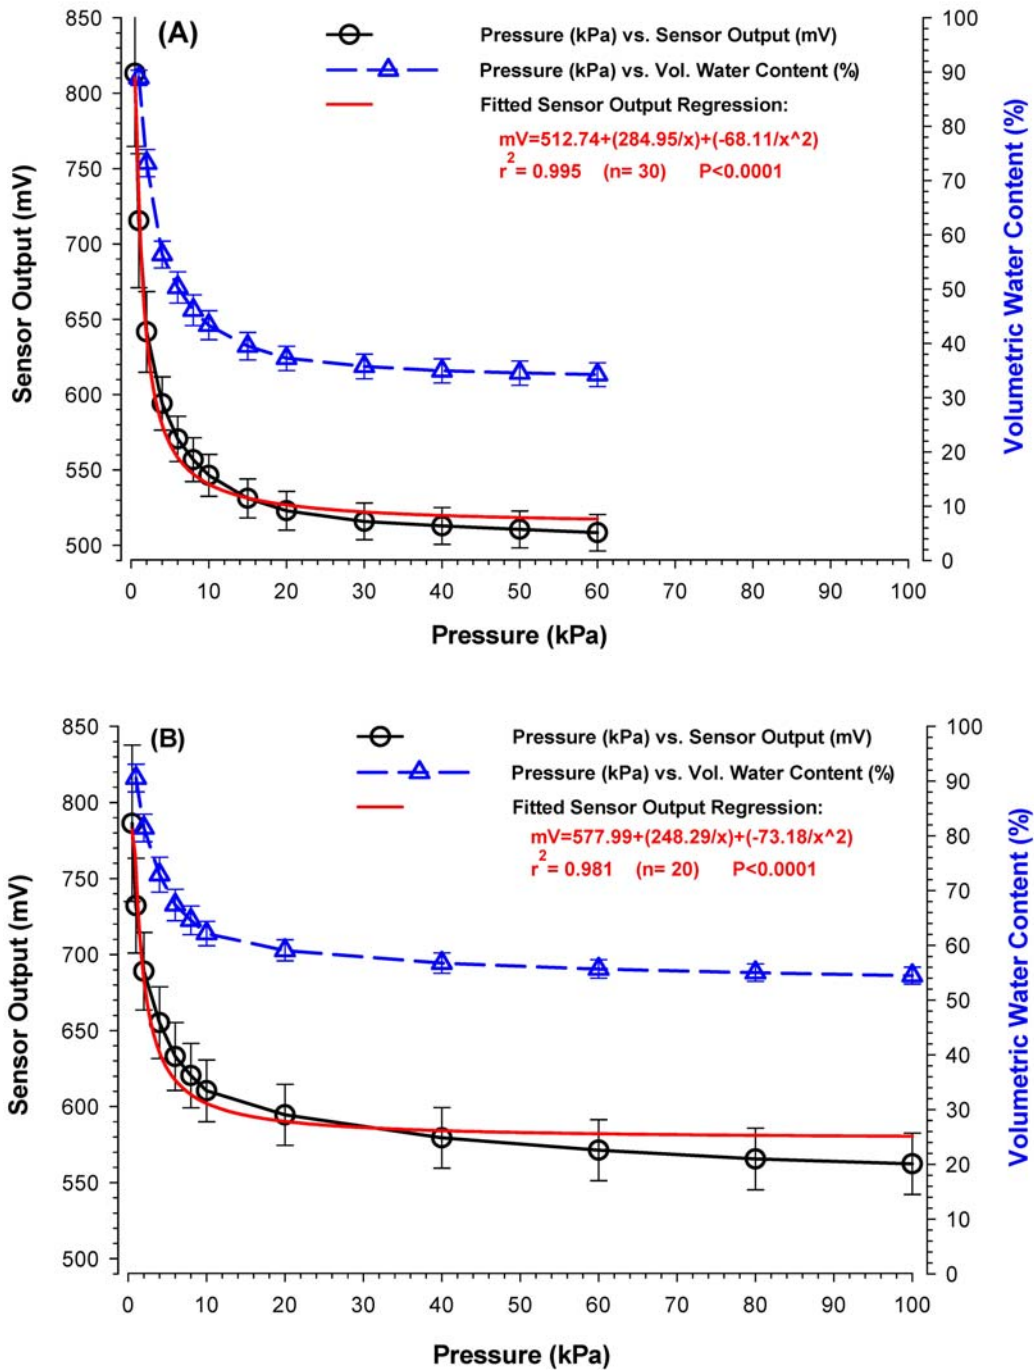 (A)
Pressure (kPa) vs. Sensor Output (mV)
Pressure (kPa) vs. Vol. Water Content (%)
Fitted Sensor Output Regression:
mV=512.74+(284.95/x)+(-68.11/x^2)
r2= 0.995 (n= 30) P<0.0001
Sensor Output (mV)
850
800
750
700
650
600
550
500
Volumetric Water Content (%)
100
90
80
70
60
50
40
30
20
10
0
0 10 20 30 40 50 60 70 80 90 100
Pressure (kPa)
(B)
Pressure (kPa) vs. Sensor Output (mV)
Pressure (kPa) vs. Vol. Water Content (%)
Fitted Sensor Output Regression:
mV=577.99+(248.29/x)+(-73.18/x^2)
r2= 0.981 (n= 20) P<0.0001
Sensor Output (mV)
850
800
750
700
650
600
550
500
Volumetric Water Content (%)
100
90
80
70
60
50
40
30
20
10
0
0 10 20 30 40 50 60 70 80 90 100
Pressure (kPa)